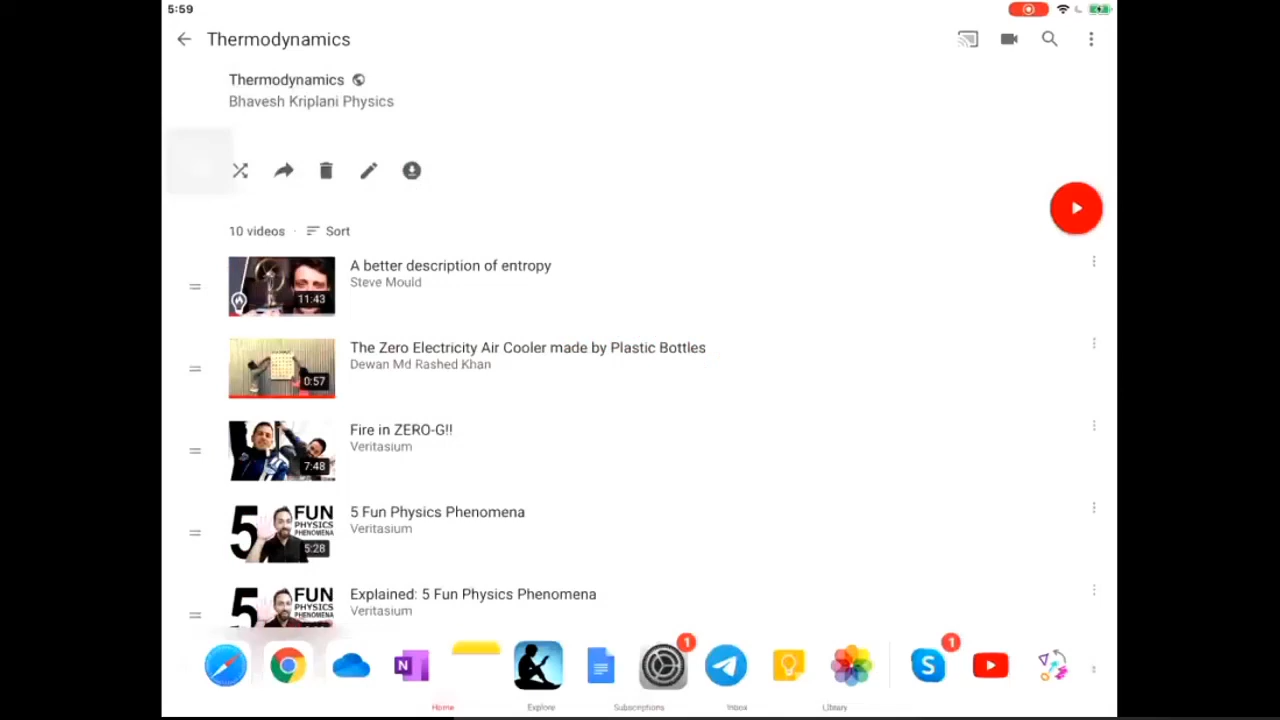 5:59
Thermodynamics
Thermodynamics
Bhavesh Kriplani Physics
10 videos · Sort
A better description of entropy
Steve Mould
11:43
The Zero Electricity Air Cooler made by Plastic Bottles
Dewan Md Rashed Khan
0:57
Fire in ZERO-G!!
Veritasium
7:48
5 Fun Physics Phenomena
Veritasium
5 FUN
PHYSICS
PHENOMENA
5:28
Explained: 5 Fun Physics Phenomena
Veritasium
5 FUN
PHYSICS
PHENOMENA
N
1
S
1
Home
Explore
Subscriptions
Inbox
Library